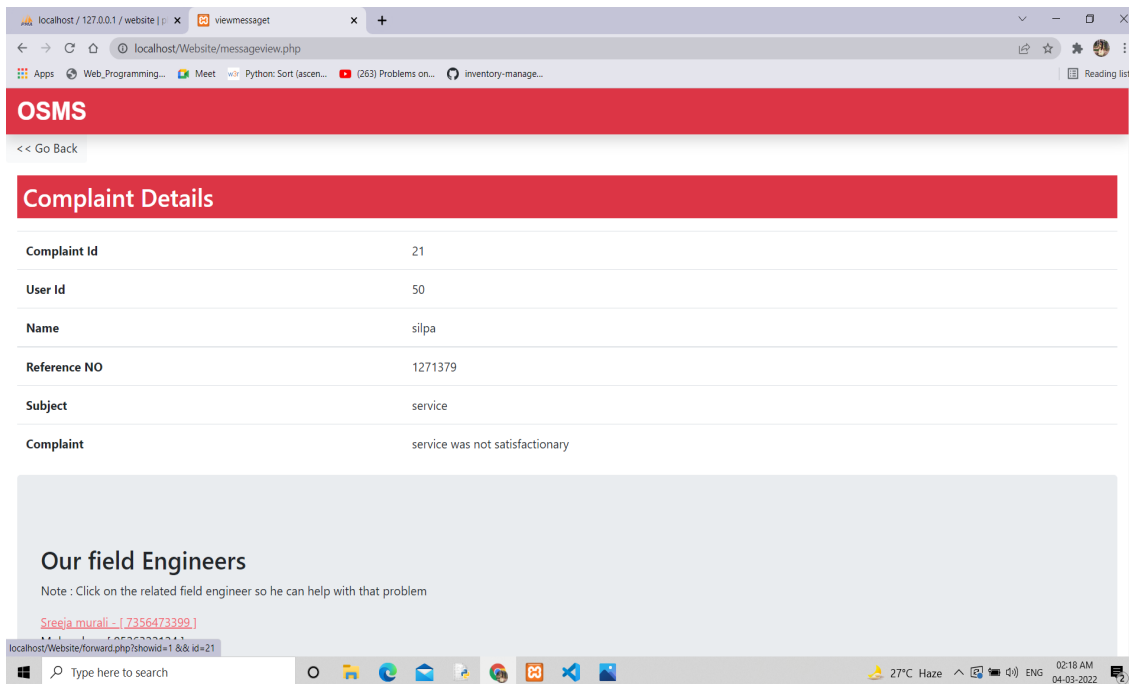 localhost / 127.0.0.1 / website | p
viewmessaget
localhost/Website/messageview.php
Apps Web_Programming... Meet Python: Sort (ascen... (263) Problems on... inventory-manage... Reading list
OSMS
<< Go Back
Complaint Details
Complaint Id 21
User Id 50
Name silpa
Reference NO 1271379
Subject service
Complaint service was not satisfactionary
Our field Engineers
Note : Click on the related field engineer so he can help with that problem
Sreeja murali - [ 7356473399 ]
localhost/Website/forward.php?showid=1 && id=21
Type here to search 27°C Haze ENG 02:18 AM
04-03-2022